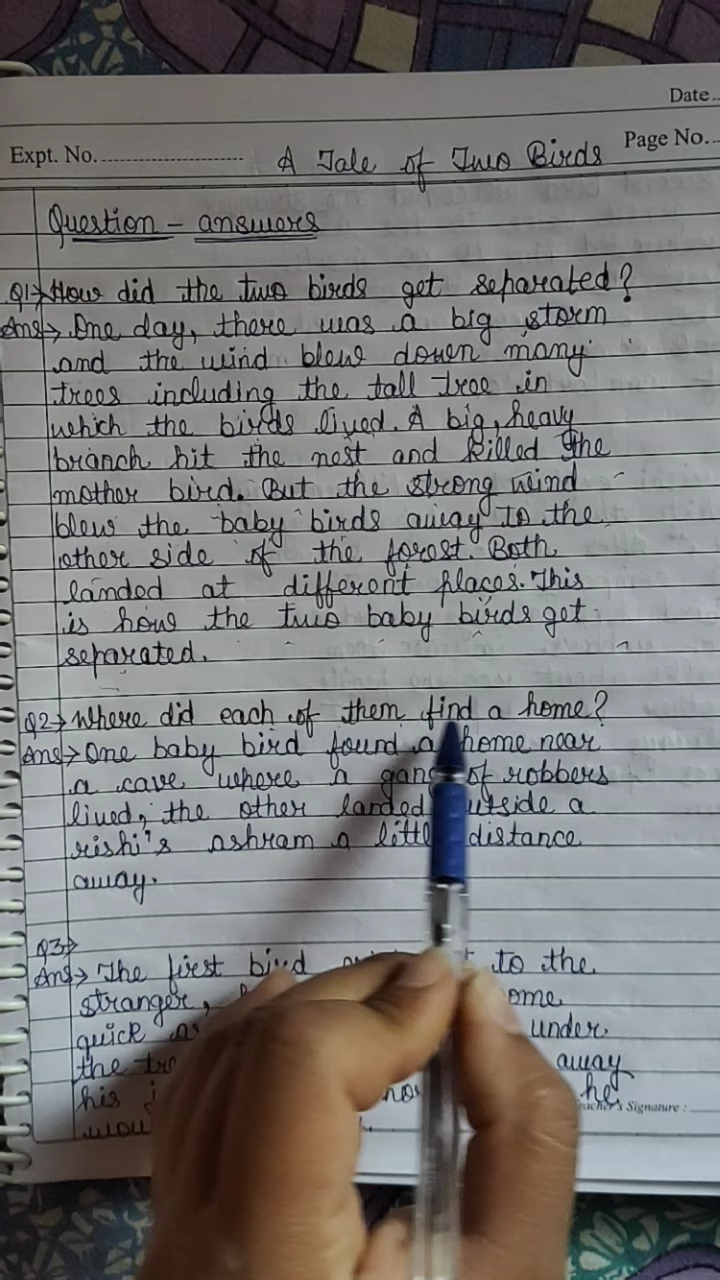 Date..
Expt. No. ........................... A Tale of Two Birds Page No...
Question - answers
Q1→ How did the two birds get separated?
Ans→ One day, there was a big storm
and the wind blew down many
trees including the tall tree in
which the birds lived. A big, heavy
branch hit the nest and killed the
mother bird. But the strong wind
blew the baby birds away to the
other side of the forest. Both
landed at different places. This
is how the two baby birds get
separated.
Q2→ Where did each of them find a home?
Ans→ One baby bird found a home near
a cave where a gang of robbers
lived, the other landed outside a
rishi's ashram a little distance
away.
Q3→
Ans→ The first bird to the
stranger,
quick under
the away
his he
Teacher's Signature :